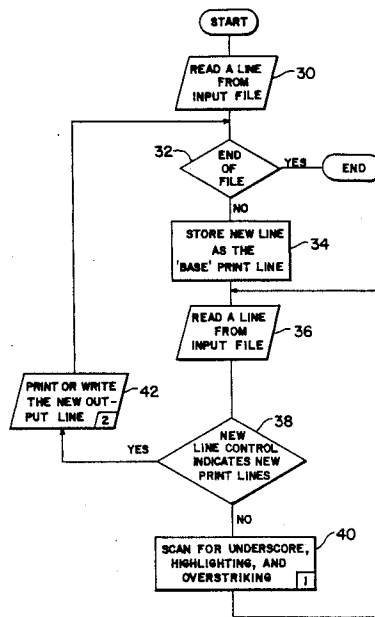 START
READ A LINE
FROM
INPUT FILE
30
32
END
OF
FILE
YES
END
NO
STORE NEW LINE
AS THE
'BASE' PRINT LINE
34
READ A LINE
FROM
INPUT FILE
36
PRINT OR WRITE
THE NEW OUT-
PUT LINE
2
42
38
NEW
LINE CONTROL
INDICATES NEW
PRINT LINES
YES
NO
40
SCAN FOR UNDERSCORE,
HIGHLIGHTING, AND
OVERSTRIKING
1